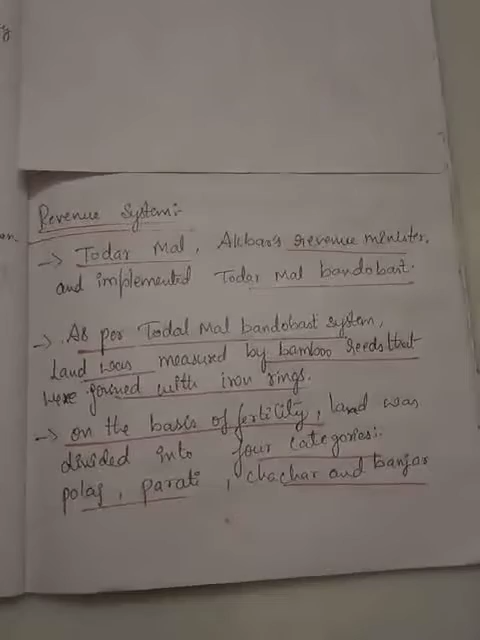 Revenue System:-
→ Todar Mal, Akbar's revenue minister,
and implemented Todar Mal bandobast.
→ As per Todal Mal bandobast system,
Land was measured by bamboo reeds that
were joined with iron rings.
→ on the basis of fertility, land was
divided into four categories:-
polaj, parati, chachar and banjar